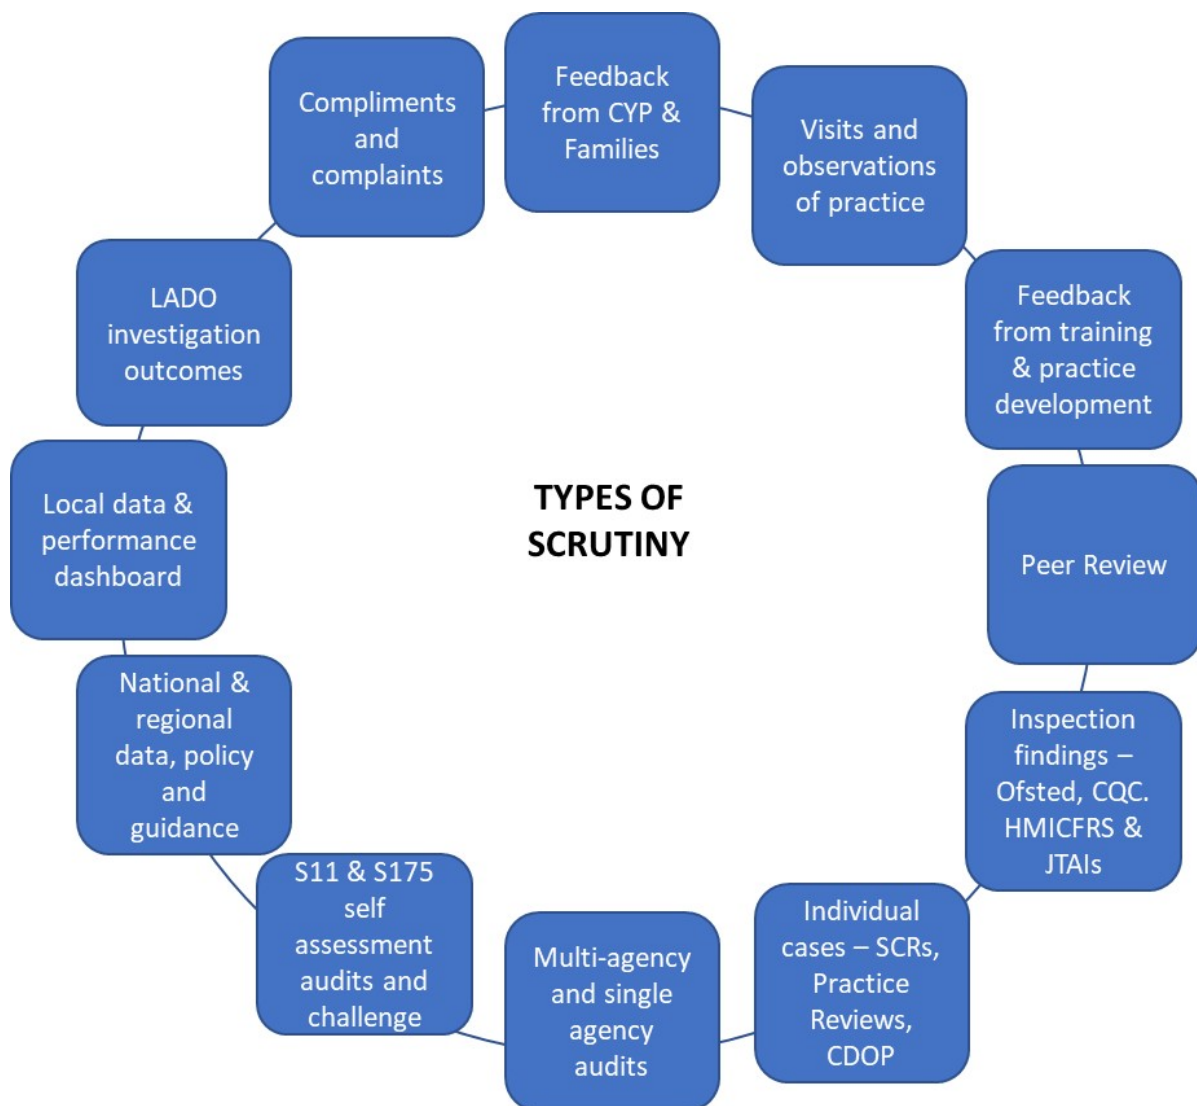 Feedback
from CYP &
Families
Visits and
observations
of practice
Feedback
from training
& practice
development
Peer Review
Inspection
findings –
Ofsted, CQC.
HMICFRS &
JTAIs
Individual
cases – SCRs,
Practice
Reviews,
CDOP
Multi-agency
and single
agency
audits
S11 & S175
self
assessment
audits and
challenge
National &
regional
data, policy
and
guidance
Local data &
performance
dashboard
LADO
investigation
outcomes
Compliments
and
complaints
TYPES OF
SCRUTINY